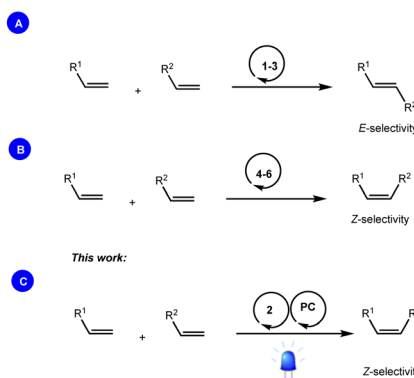 A
R1 + R2 1-3 R1
R2
E-selectivity
B
R1 + R2 4-6 R1 R2
Z-selectivity
This work:
C
R1 + R2 2 PC R1 R
Z-selectivit